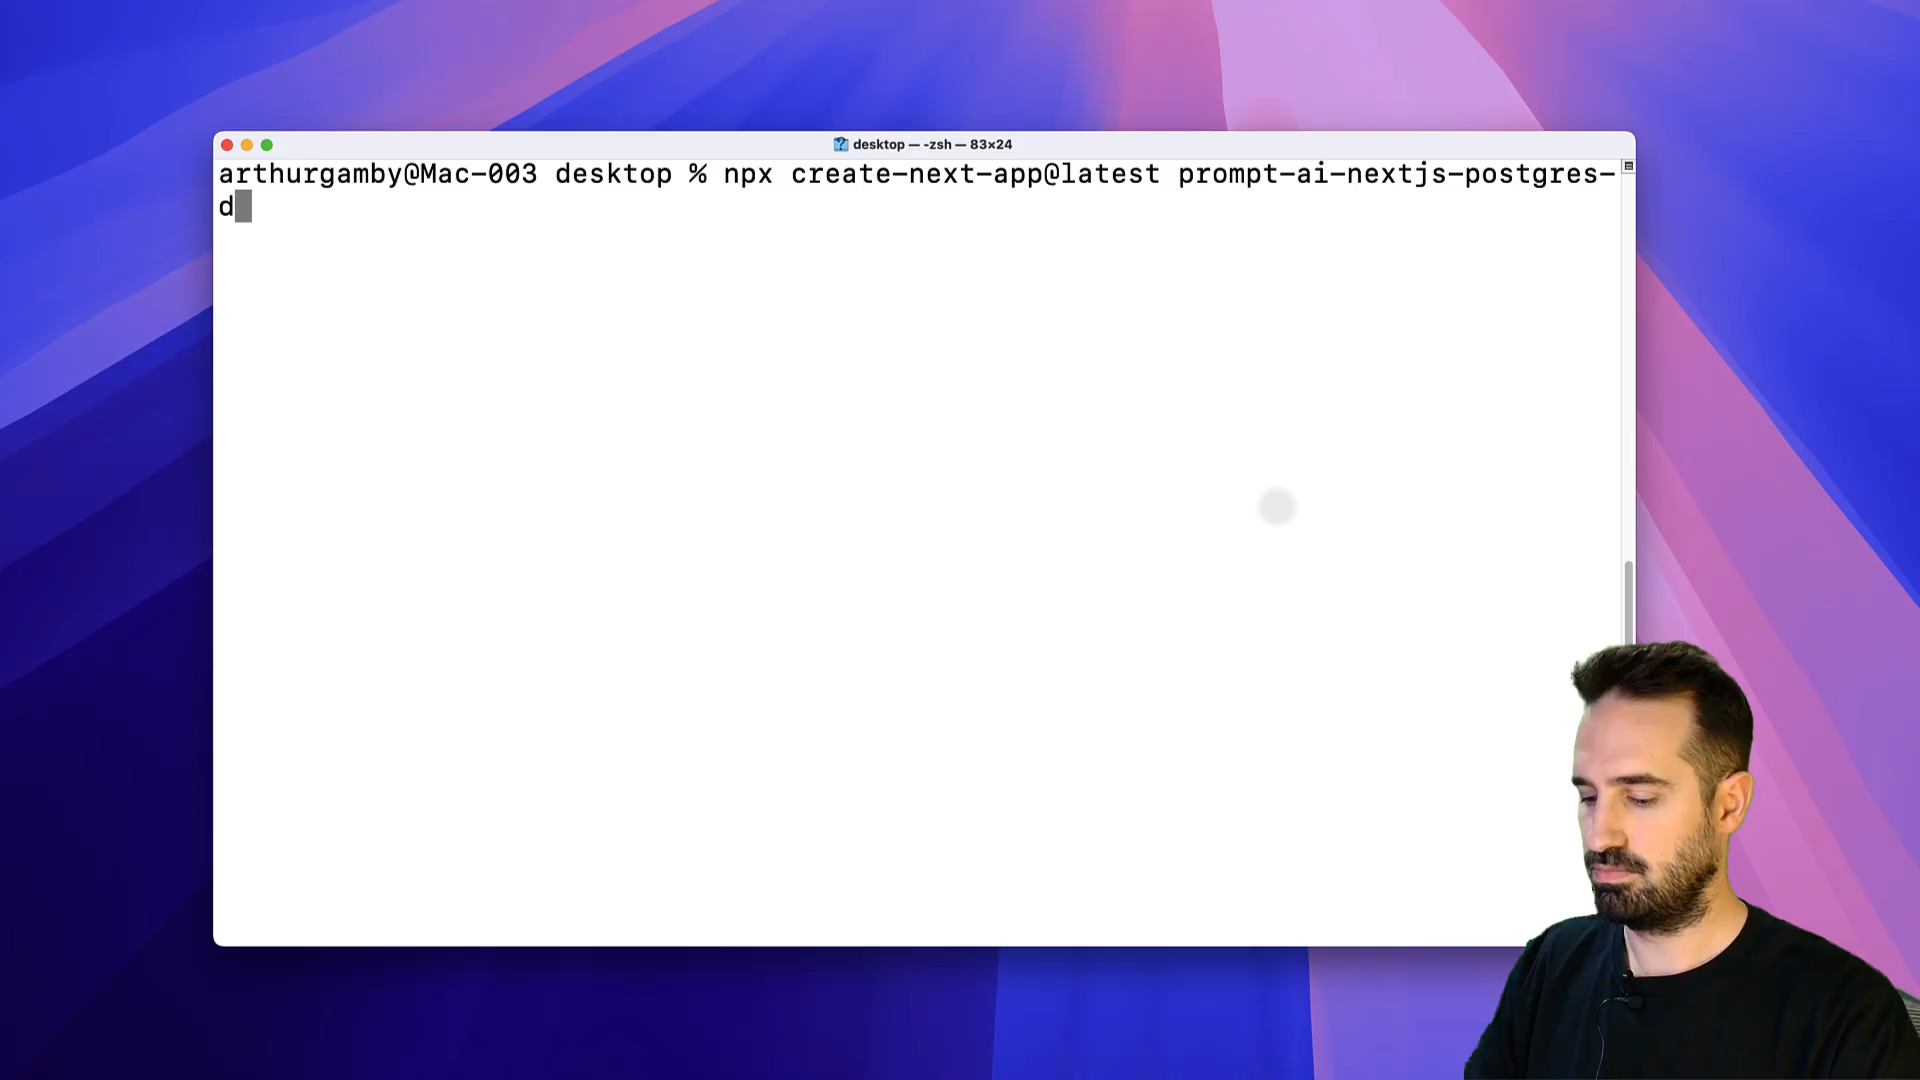 desktop — -zsh — 83×24
arthurgamby@Mac-003 desktop % npx create-next-app@latest prompt-ai-nextjs-postgres-
d